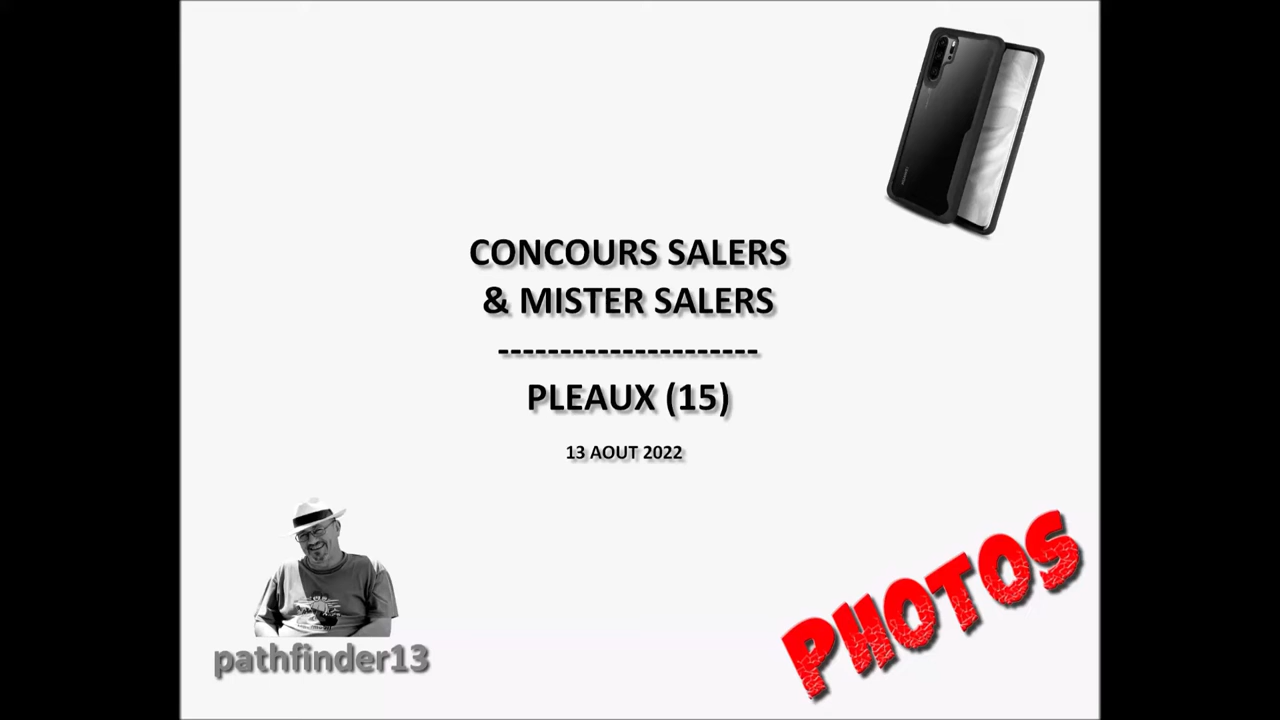 CONCOURS SALERS
& MISTER SALERS
---------------------
PLEAUX (15)
13 AOUT 2022
pathfinder13
PHOTOS